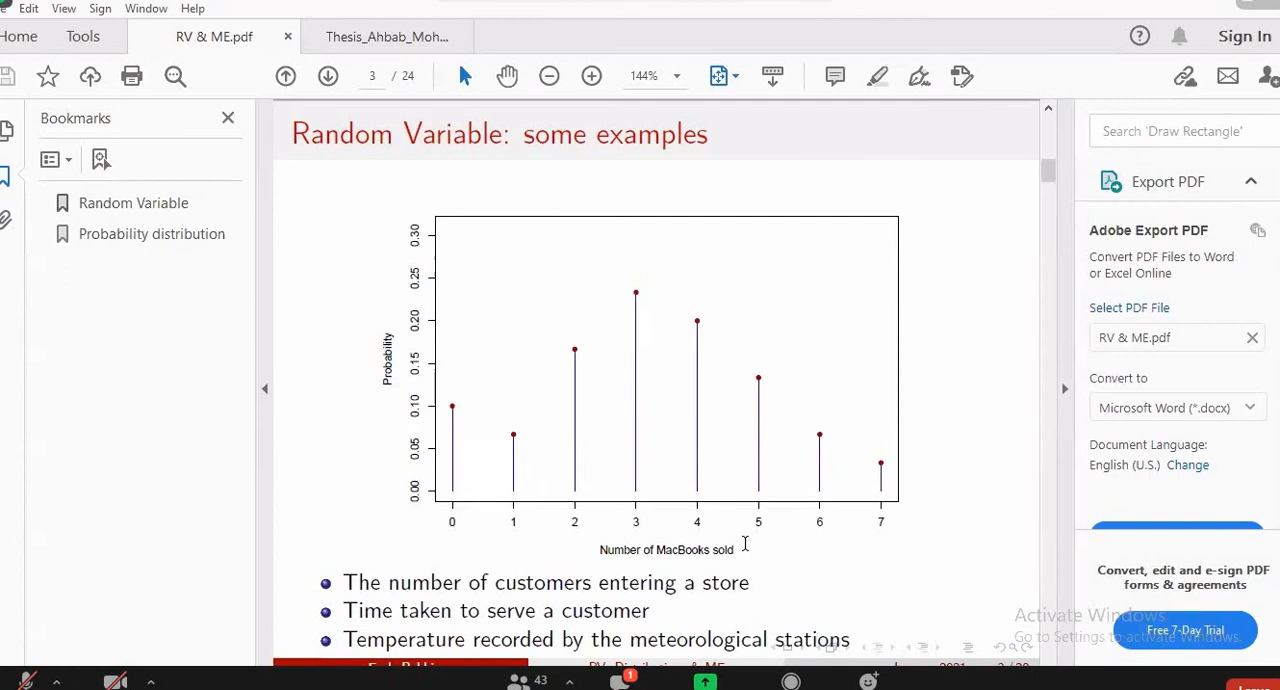 Edit View Sign Window Help
Home Tools RV & ME.pdf × Thesis_Ahbab_Moh... Sign In
3 / 24 144%
Bookmarks
Random Variable
Probability distribution
Random Variable: some examples
Probability
0.30
0.25
0.20
0.15
0.10
0.05
0.00
0 1 2 3 4 5 6 7
Number of MacBooks sold
The number of customers entering a store
Time taken to serve a customer
Temperature recorded by the meteorological stations
Search 'Draw Rectangle'
Export PDF
Adobe Export PDF
Convert PDF Files to Word
or Excel Online
Select PDF File
RV & ME.pdf
Convert to
Microsoft Word (*.docx)
Document Language:
English (U.S.) Change
Convert, edit and e-sign PDF
forms & agreements
Free 7-Day Trial
Activate Windows
Go to Settings to activate Windows.
43
1